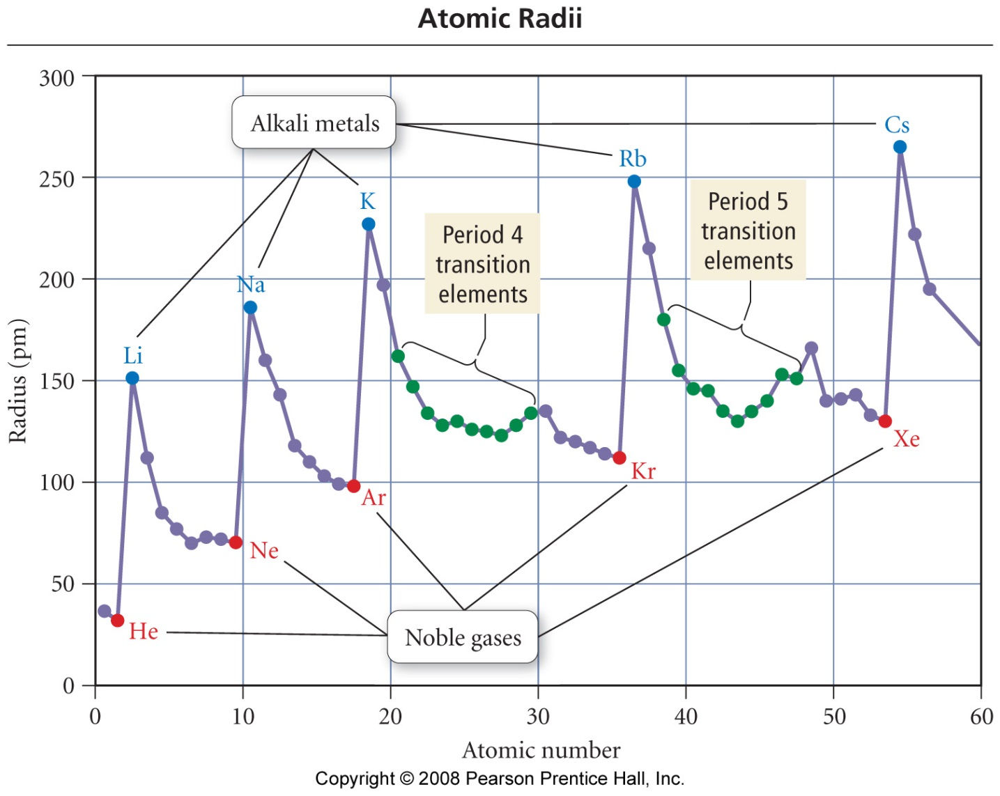 Atomic Radii
300
250
200
150
100
50
0
Radius (pm)
Alkali metals
Li
Na
K
Rb
Cs
Period 4
transition
elements
Period 5
transition
elements
He
Ne
Ar
Kr
Xe
Noble gases
0 10 20 30 40 50 60
Atomic number
Copyright © 2008 Pearson Prentice Hall, Inc.